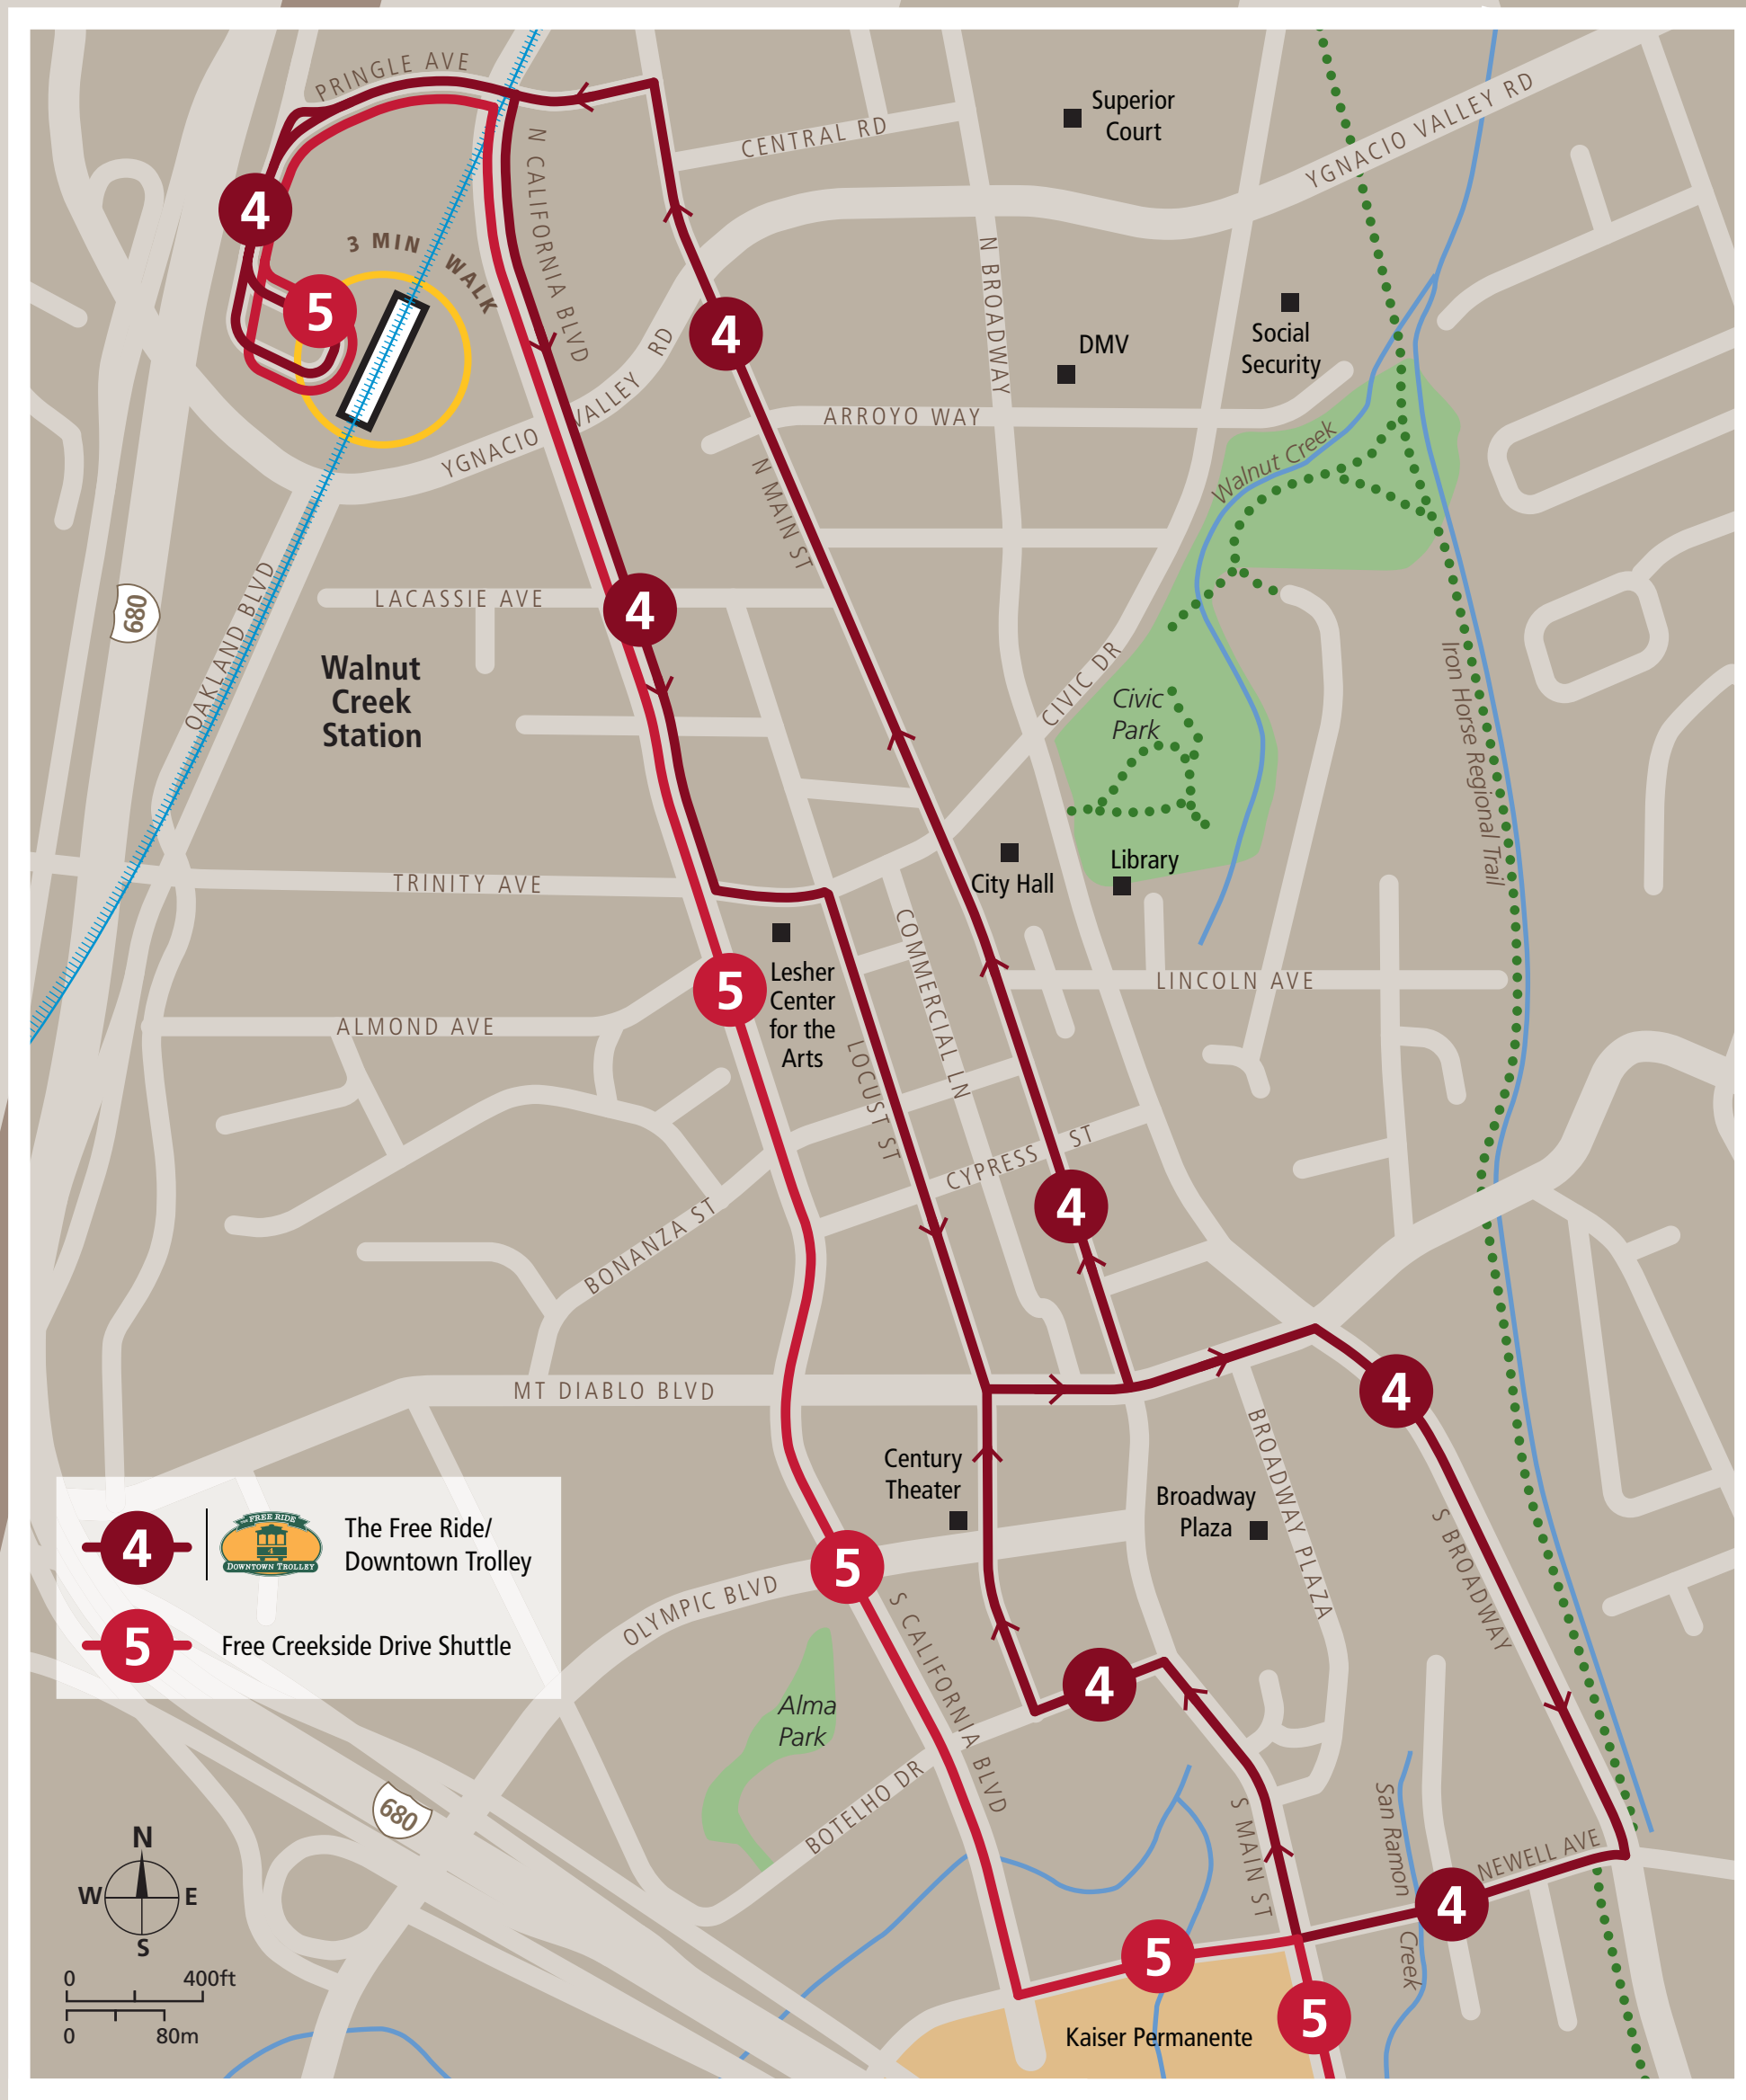 PRINGLE AVE
CENTRAL RD
Superior
Court
YGNACIO VALLEY RD
N CALIFORNIA BLVD
4
3 MIN WALK
5
4
N BROADWAY
Social
Security
DMV
YGNACIO VALLEY RD
ARROYO WAY
Walnut Creek
N MAIN ST
680
OAKLAND BLVD
LACASSIE AVE
4
Walnut
Creek
Station
CIVIC DR
Civic
Park
Iron Horse Regional Trail
City Hall
Library
TRINITY AVE
COMMERCIAL LN
Lesher
Center
for the
Arts
5
LINCOLN AVE
ALMOND AVE
LOCUST ST
CYPRESS ST
4
BONANZA ST
MT DIABLO BLVD
4
Century
Theater
BROADWAY PLAZA
Broadway
Plaza
S BROADWAY
4
THE FREE RIDE
4
DOWNTOWN TROLLEY
The Free Ride/
Downtown Trolley
5
Free Creekside Drive Shuttle
5
OLYMPIC BLVD
S CALIFORNIA BLVD
Alma
Park
4
BOTELHO DR
680
S MAIN ST
San Ramon Creek
NEWELL AVE
4
5
5
Kaiser Permanente
N
W
E
S
0 400ft
0 80m